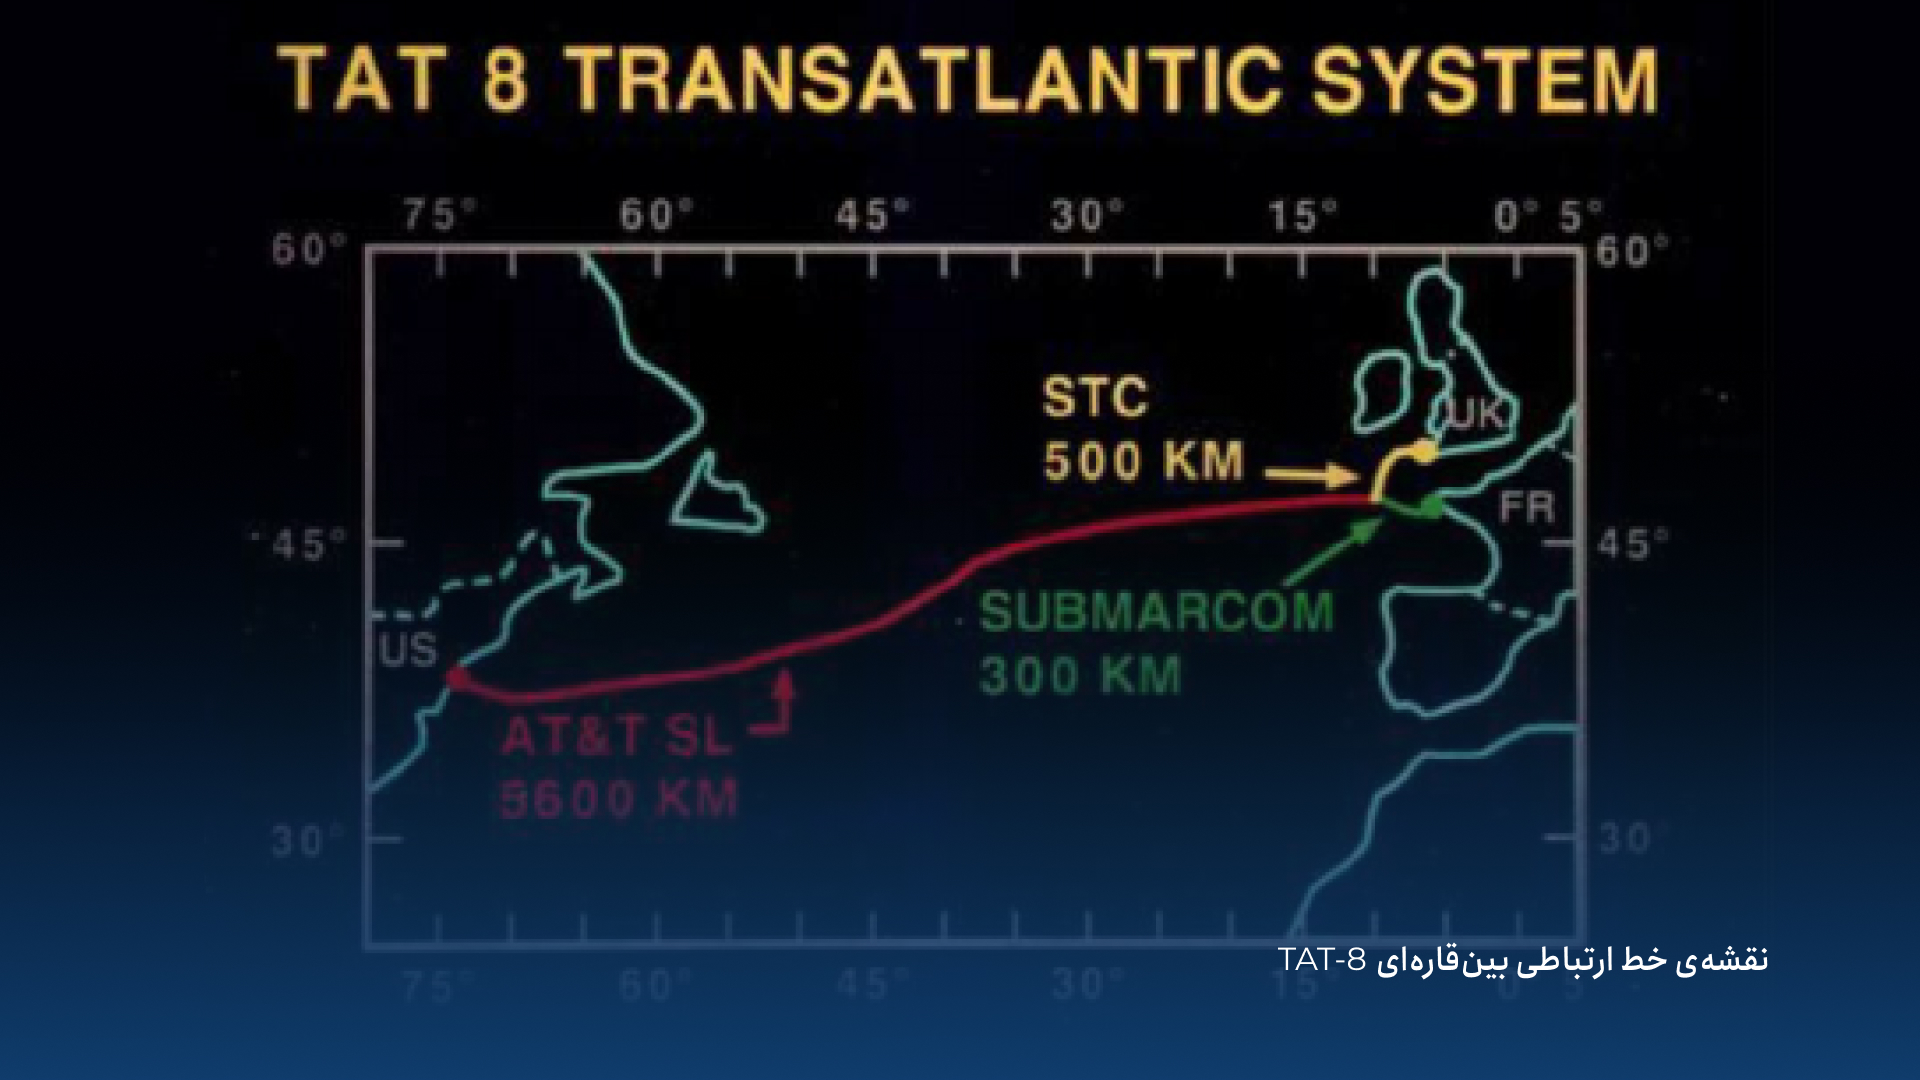 TAT 8 TRANSATLANTIC SYSTEM
75° 60° 45° 30° 15° 0° 5°
60° 60°
STC
500 KM
UK
FR
45° 45°
SUBMARCOM
300 KM
US
AT&T SL
5600 KM
30° 30
نقشه‌ی خط ارتباطی بین‌قاره‌ای TAT-8
75° 60° 45° 30° 15° 0° 5°